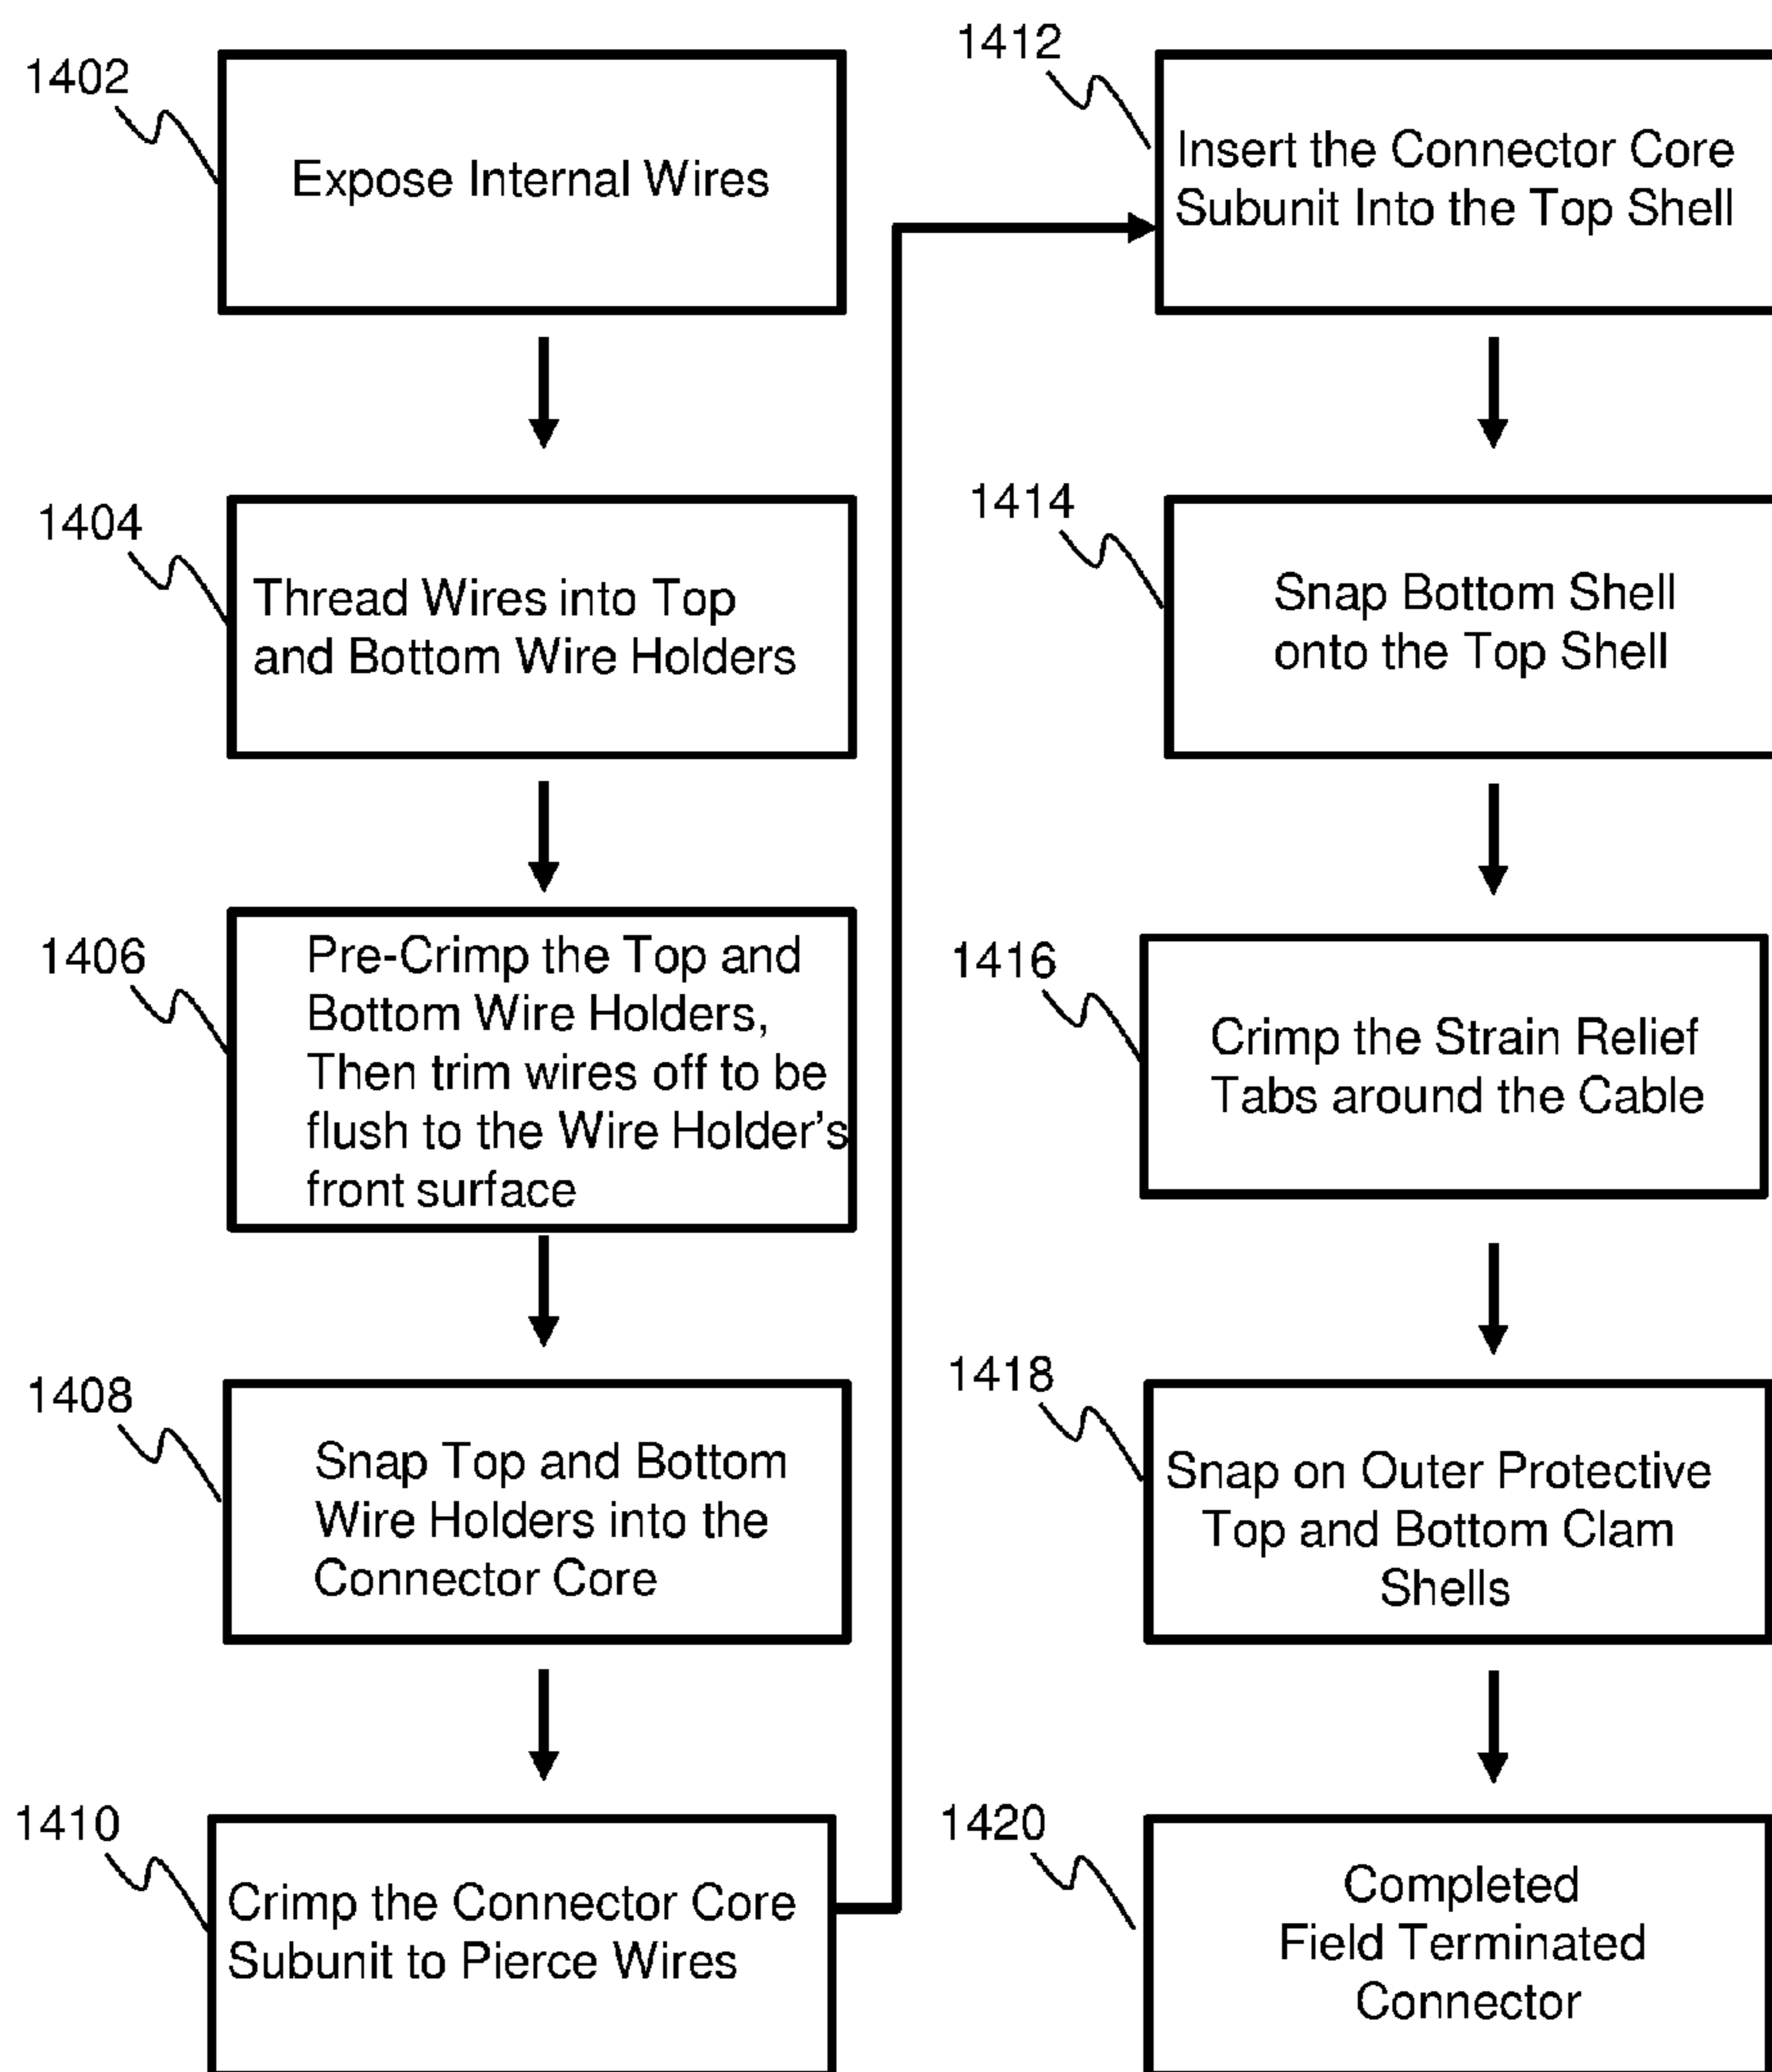 1402
Expose Internal Wires
1404
Thread Wires into Top
and Bottom Wire Holders
1406
Pre-Crimp the Top and
Bottom Wire Holders,
Then trim wires off to be
flush to the Wire Holder's
front surface
1408
Snap Top and Bottom
Wire Holders into the
Connector Core
1410
Crimp the Connector Core
Subunit to Pierce Wires
1412
Insert the Connector Core
Subunit Into the Top Shell
1414
Snap Bottom Shell
onto the Top Shell
1416
Crimp the Strain Relief
Tabs around the Cable
1418
Snap on Outer Protective
Top and Bottom Clam
Shells
1420
Completed
Field Terminated
Connector